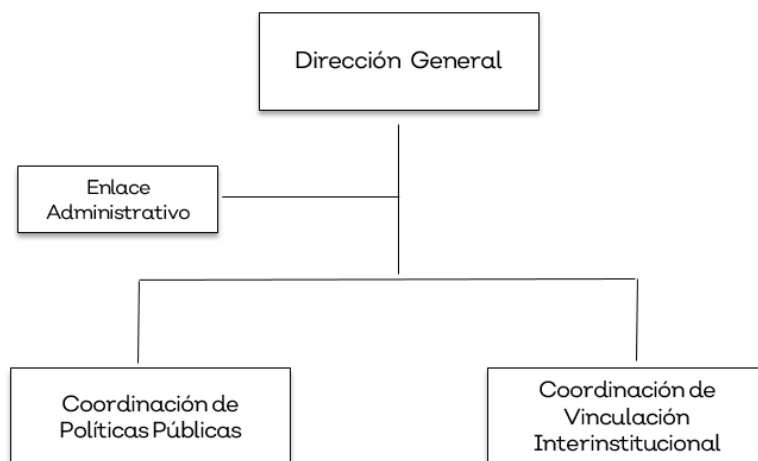 Dirección General
Enlace
Administrativo
Coordinación de
Políticas Públicas
Coordinación de
Vinculación
Interinstitucional